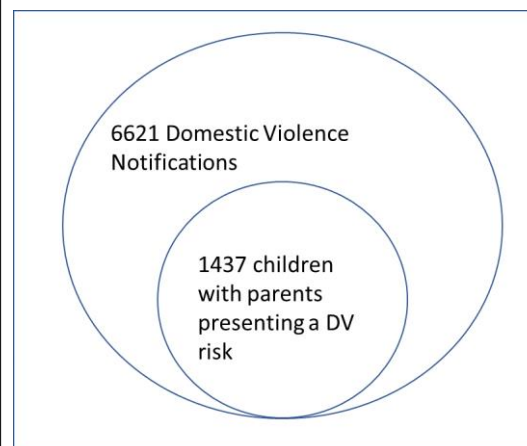 6621 Domestic Violence
Notifications
1437 children
with parents
presenting a DV
risk